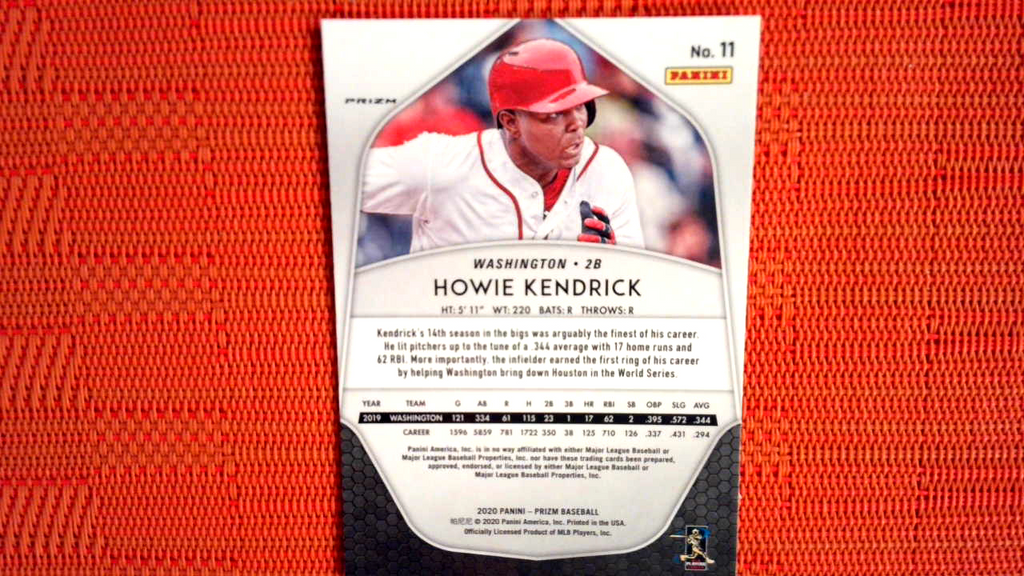 No. 11
PANINI
PRIZM
WASHINGTON • 2B
HOWIE KENDRICK
HT: 5' 11" WT: 220 BATS: R THROWS: R
Kendrick's 14th season in the bigs was arguably the finest of his career.
He lit pitchers up to the tune of a .344 average with 17 home runs and
62 RBI. More importantly, the infielder earned the first ring of his career
by helping Washington bring down Houston in the World Series.
YEAR TEAM G AB R H 2B 3B HR RBI SB OBP SLG AVG
2019 WASHINGTON 121 334 61 115 23 1 17 62 2 .395 .572 .344
CAREER 1596 5859 781 1722 350 38 125 710 126 .337 .431 .294
Panini America, Inc. is in no way affiliated with either Major League Baseball or
Major League Baseball Properties, Inc. nor have these trading cards been prepared,
approved, endorsed, or licensed by either Major League Baseball or
Major League Baseball Properties, Inc.
2020 PANINI – PRIZM BASEBALL
帕尼尼 © 2020 Panini America, Inc. Printed in the USA.
Officially Licensed Product of MLB Players, Inc.
PLAYERS